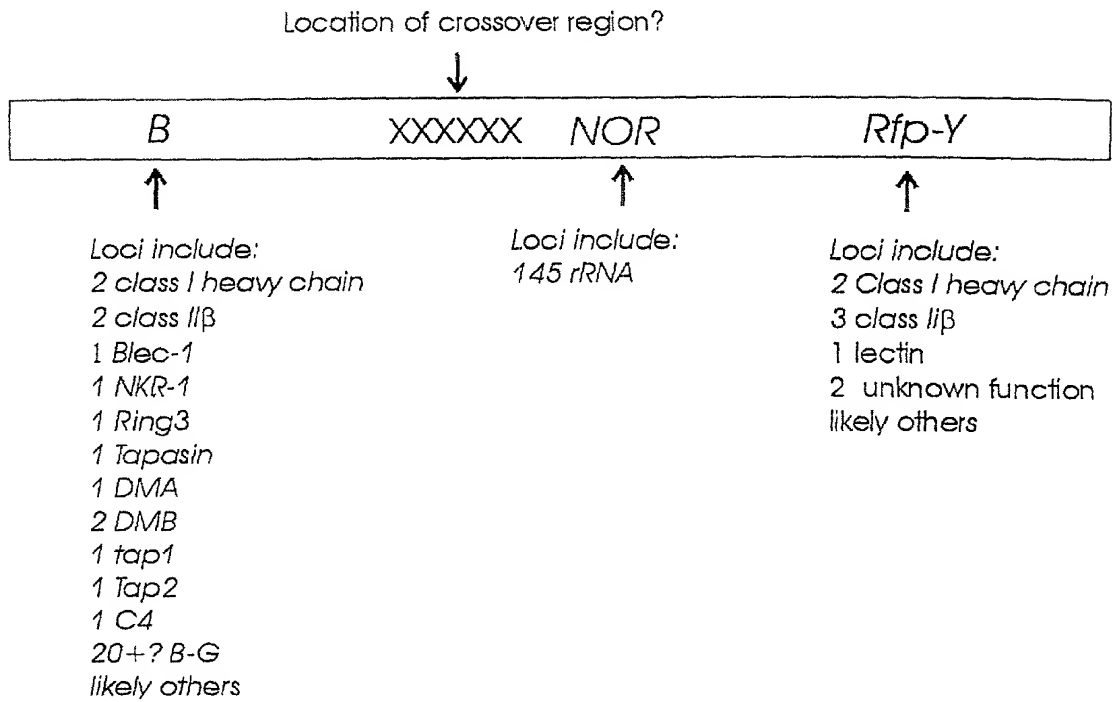 Location of crossover region?
B XXXXXX NOR Rfp-Y
Loci include:
2 class I heavy chain
2 class IIβ
1 Blec-1
1 NKR-1
1 Ring3
1 Tapasin
1 DMA
2 DMB
1 tap1
1 Tap2
1 C4
20+? B-G
likely others
Loci include:
145 rRNA
Loci include:
2 Class I heavy chain
3 class Iiβ
1 lectin
2 unknown function
likely others